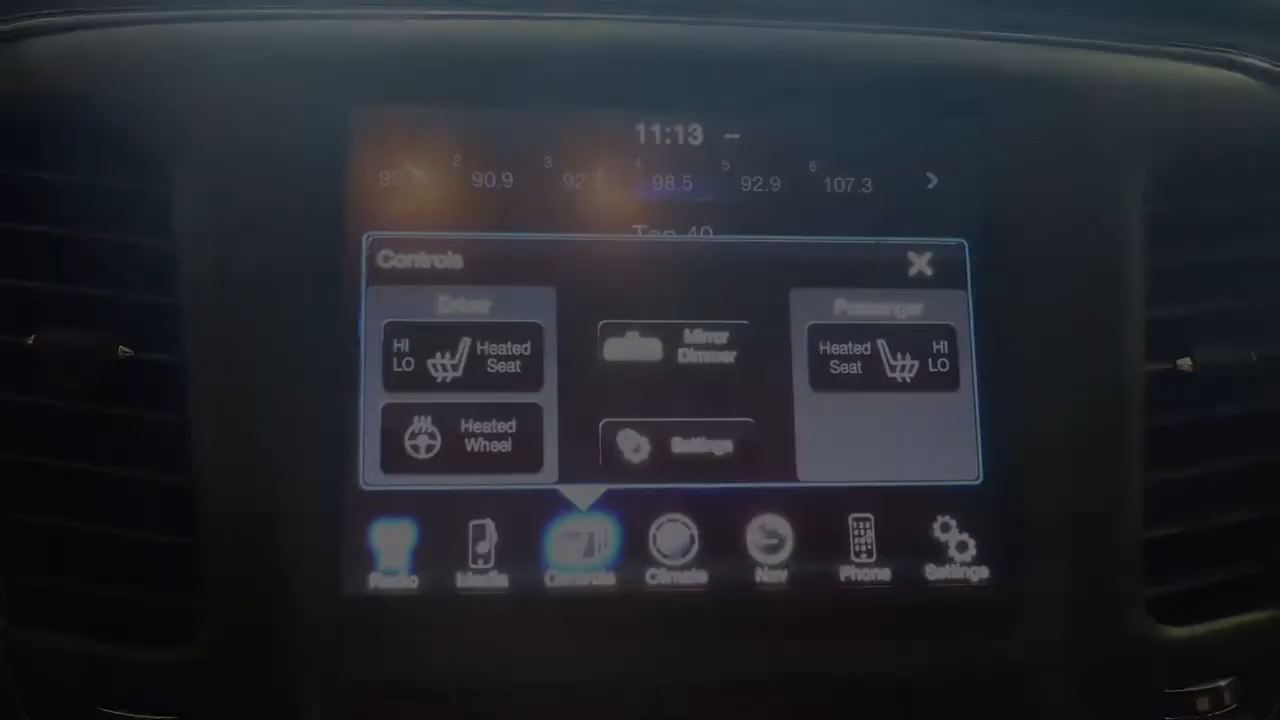 11:13 --
2 3 4 5 6
90.9 98.5 92.9 107.3
Top 40
Controls
Driver Passenger
HI LO Heated Seat
Mirror Dimmer
Heated Seat HI LO
Heated Wheel
Settings
Radio Media Controls Climate Nav Phone Settings